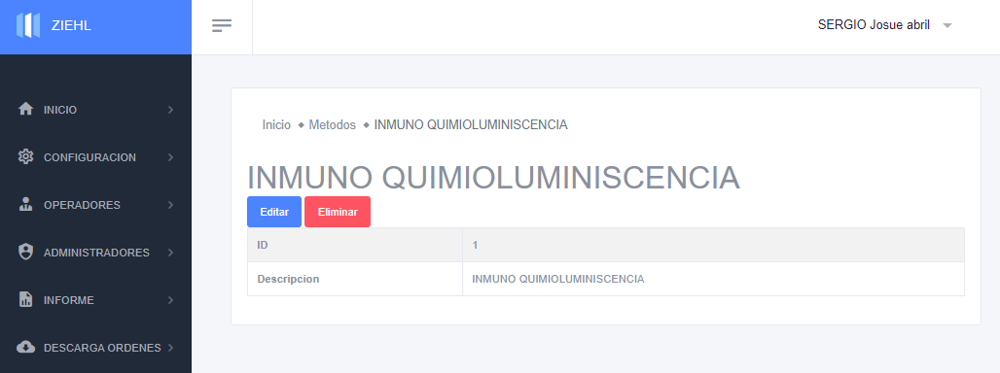 ZIEHL
SERGIO Josue abril
INICIO
CONFIGURACION
OPERADORES
ADMINISTRADORES
INFORME
DESCARGA ORDENES
Inicio ◆ Metodos ◆ INMUNO QUIMIOLUMINISCENCIA
INMUNO QUIMIOLUMINISCENCIA
Editar Eliminar
ID 1
Descripcion INMUNO QUIMIOLUMINISCENCIA